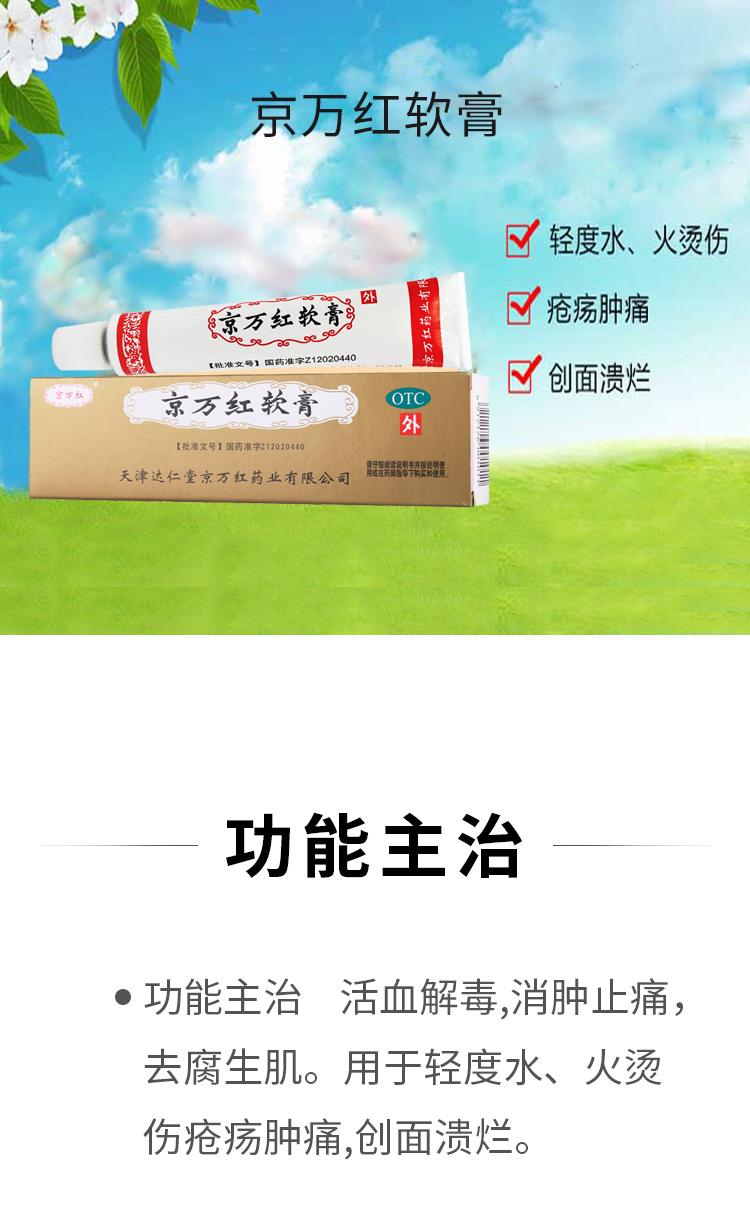 京万红软膏
轻度水、火烫伤
疮疡肿痛
创面溃烂
京万红软膏
外
【批准文号】国药准字Z12020440
京万红药业有限
京万红
京万红软膏
OTC
外
【批准文号】国药准字Z12020440
天津达仁堂京万红药业有限公司
请仔细阅读说明书并按说明使
用或在药师指导下购买和使用。
功能主治
• 功能主治 活血解毒,消肿止痛，
去腐生肌。用于轻度水、火烫
伤疮疡肿痛,创面溃烂。